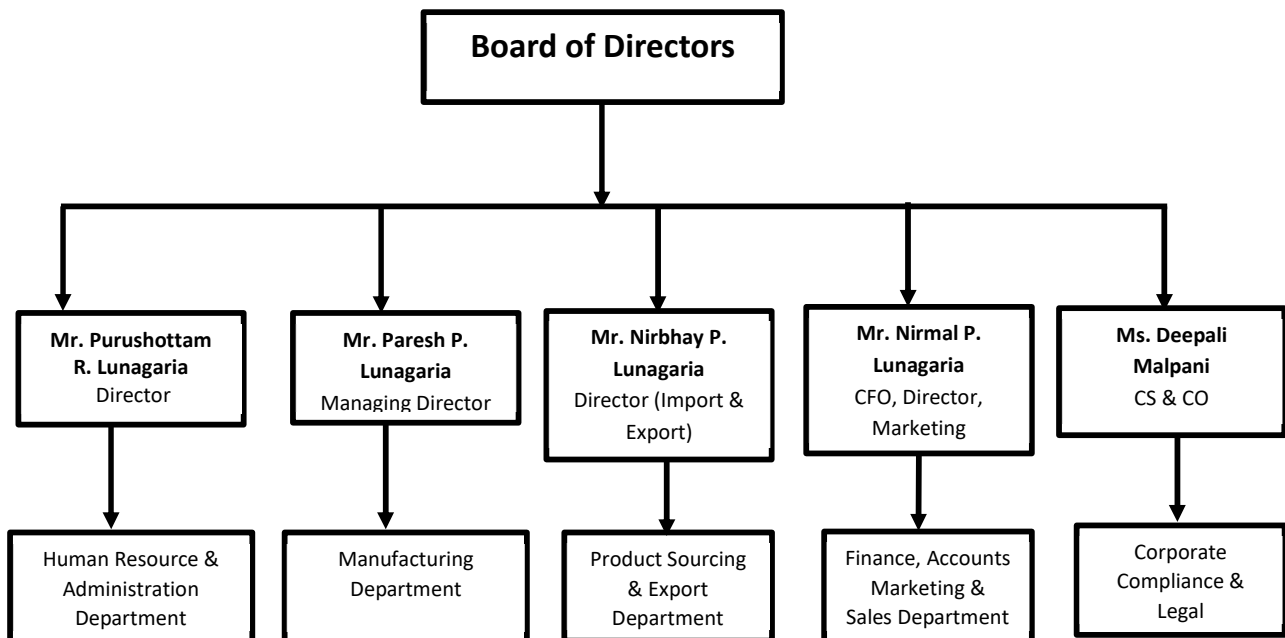 Board of Directors
Mr. Purushottam
R. Lunagaria
Director
Mr. Paresh P.
Lunagaria
Managing Director
Mr. Nirbhay P.
Lunagaria
Director (Import &
Export)
Mr. Nirmal P.
Lunagaria
CFO, Director,
Marketing
Ms. Deepali
Malpani
CS & CO
Human Resource &
Administration
Department
Manufacturing
Department
Product Sourcing
& Export
Department
Finance, Accounts
Marketing &
Sales Department
Corporate
Compliance &
Legal